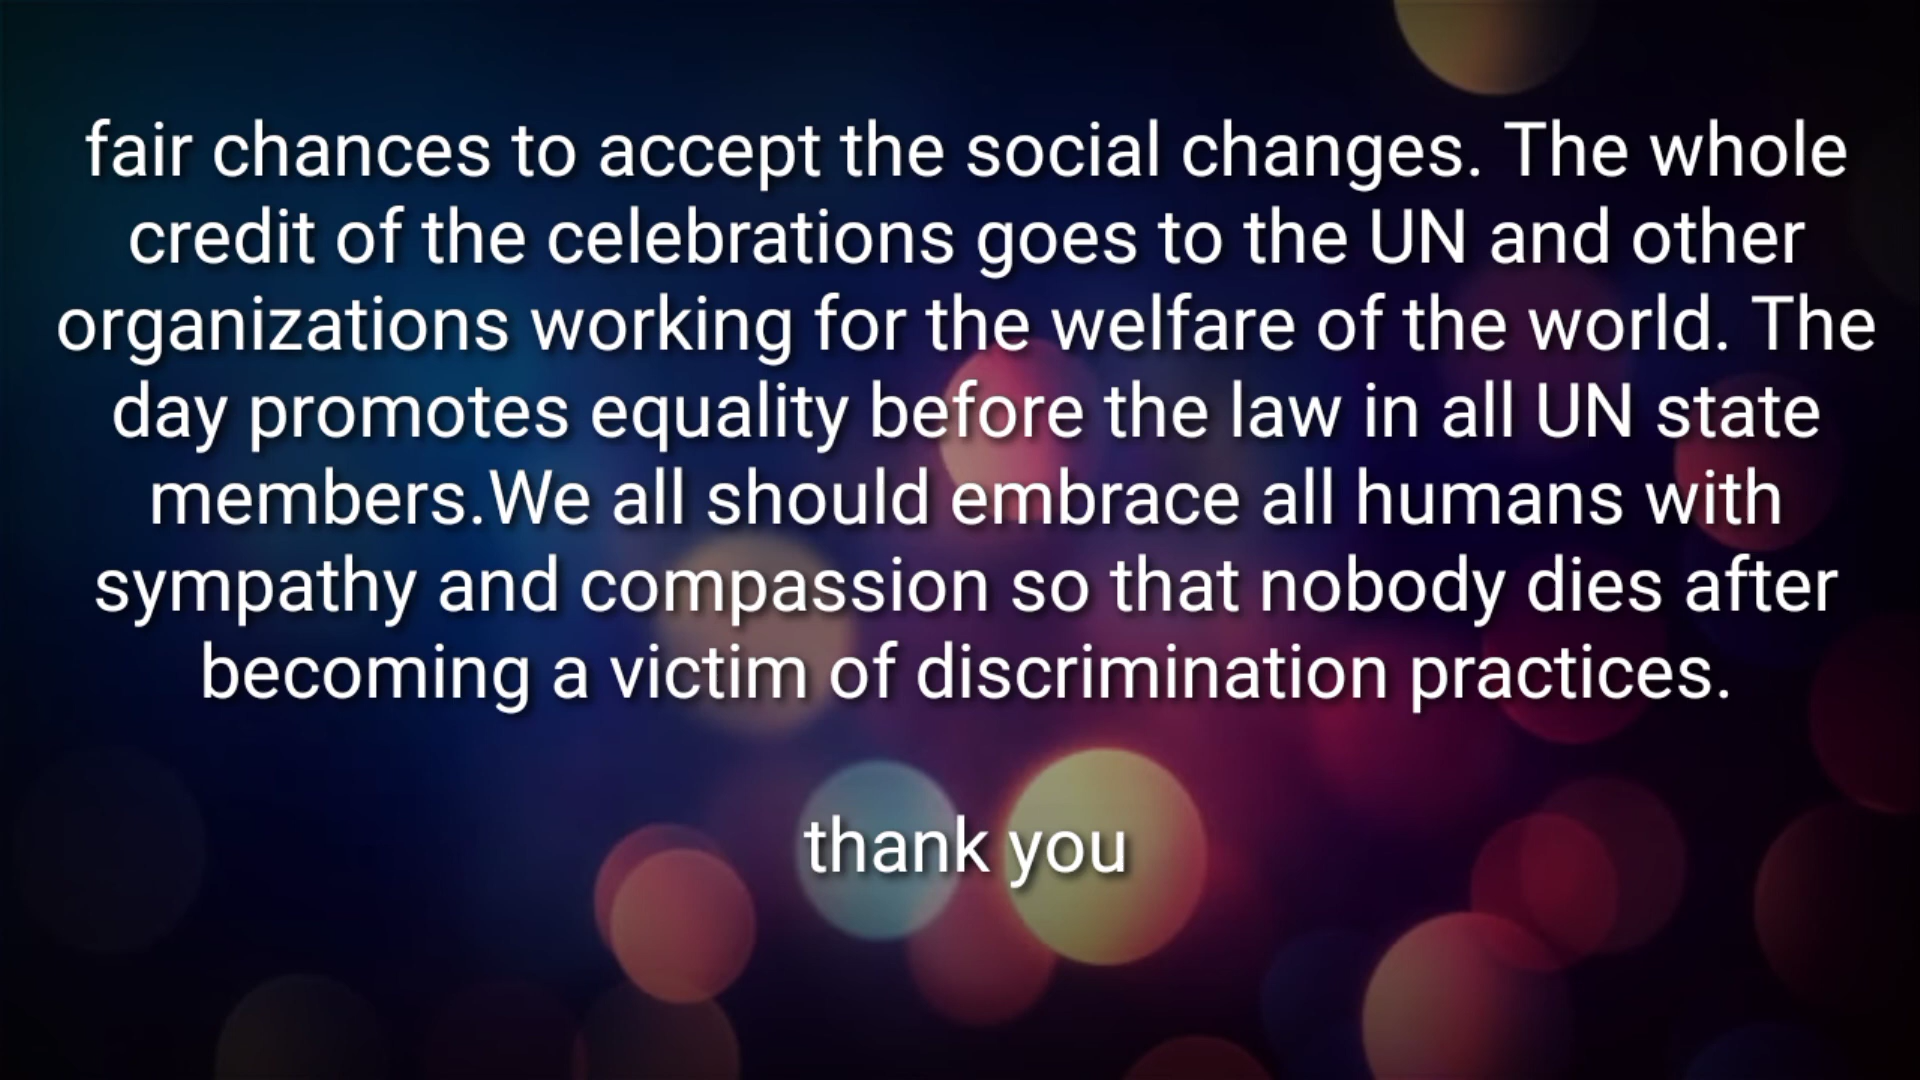 fair chances to accept the social changes. The whole
credit of the celebrations goes to the UN and other
organizations working for the welfare of the world. The
day promotes equality before the law in all UN state
members.We all should embrace all humans with
sympathy and compassion so that nobody dies after
becoming a victim of discrimination practices.
thank you